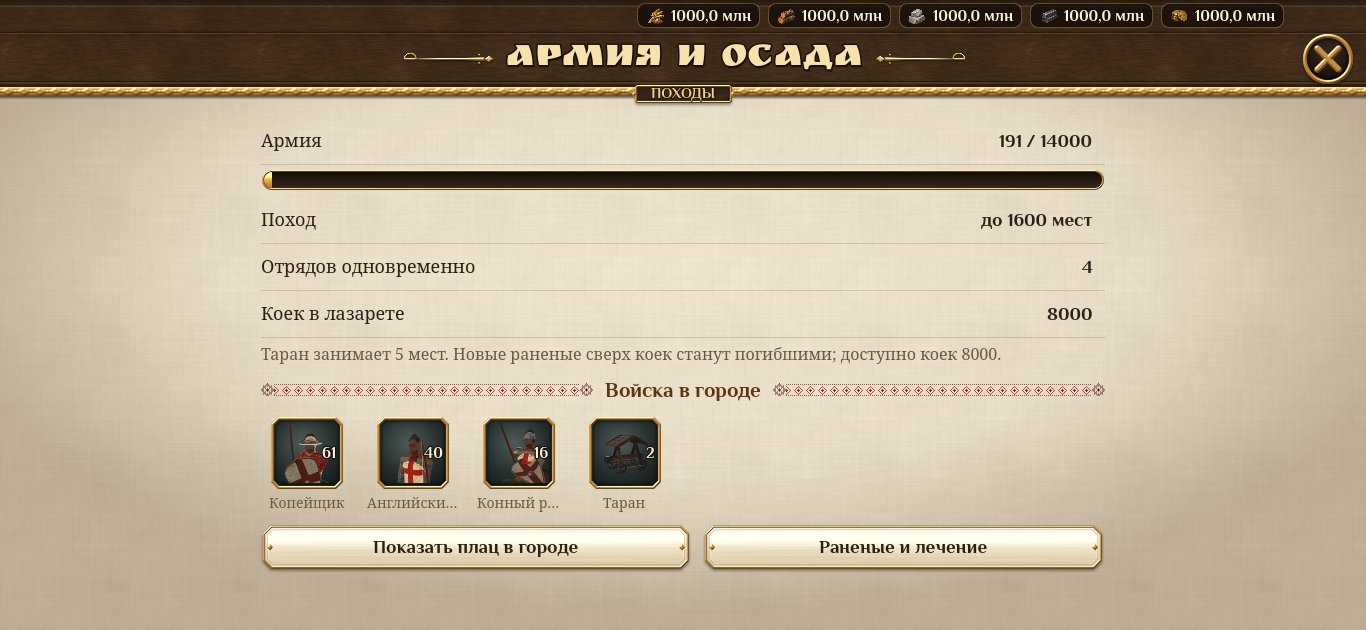 1000,0 млн 1000,0 млн 1000,0 млн 1000,0 млн 1000,0 млн
АРМИЯ И ОСАДА
ПОХОДЫ
Армия 191 / 14000
Поход до 1600 мест
Отрядов одновременно 4
Коек в лазарете 8000
Таран занимает 5 мест. Новые раненые сверх коек станут погибшими; доступно коек 8000.
Войска в городе
61 40 16 2
Копейщик Английски... Конный р... Таран
Показать плац в городе Раненые и лечение